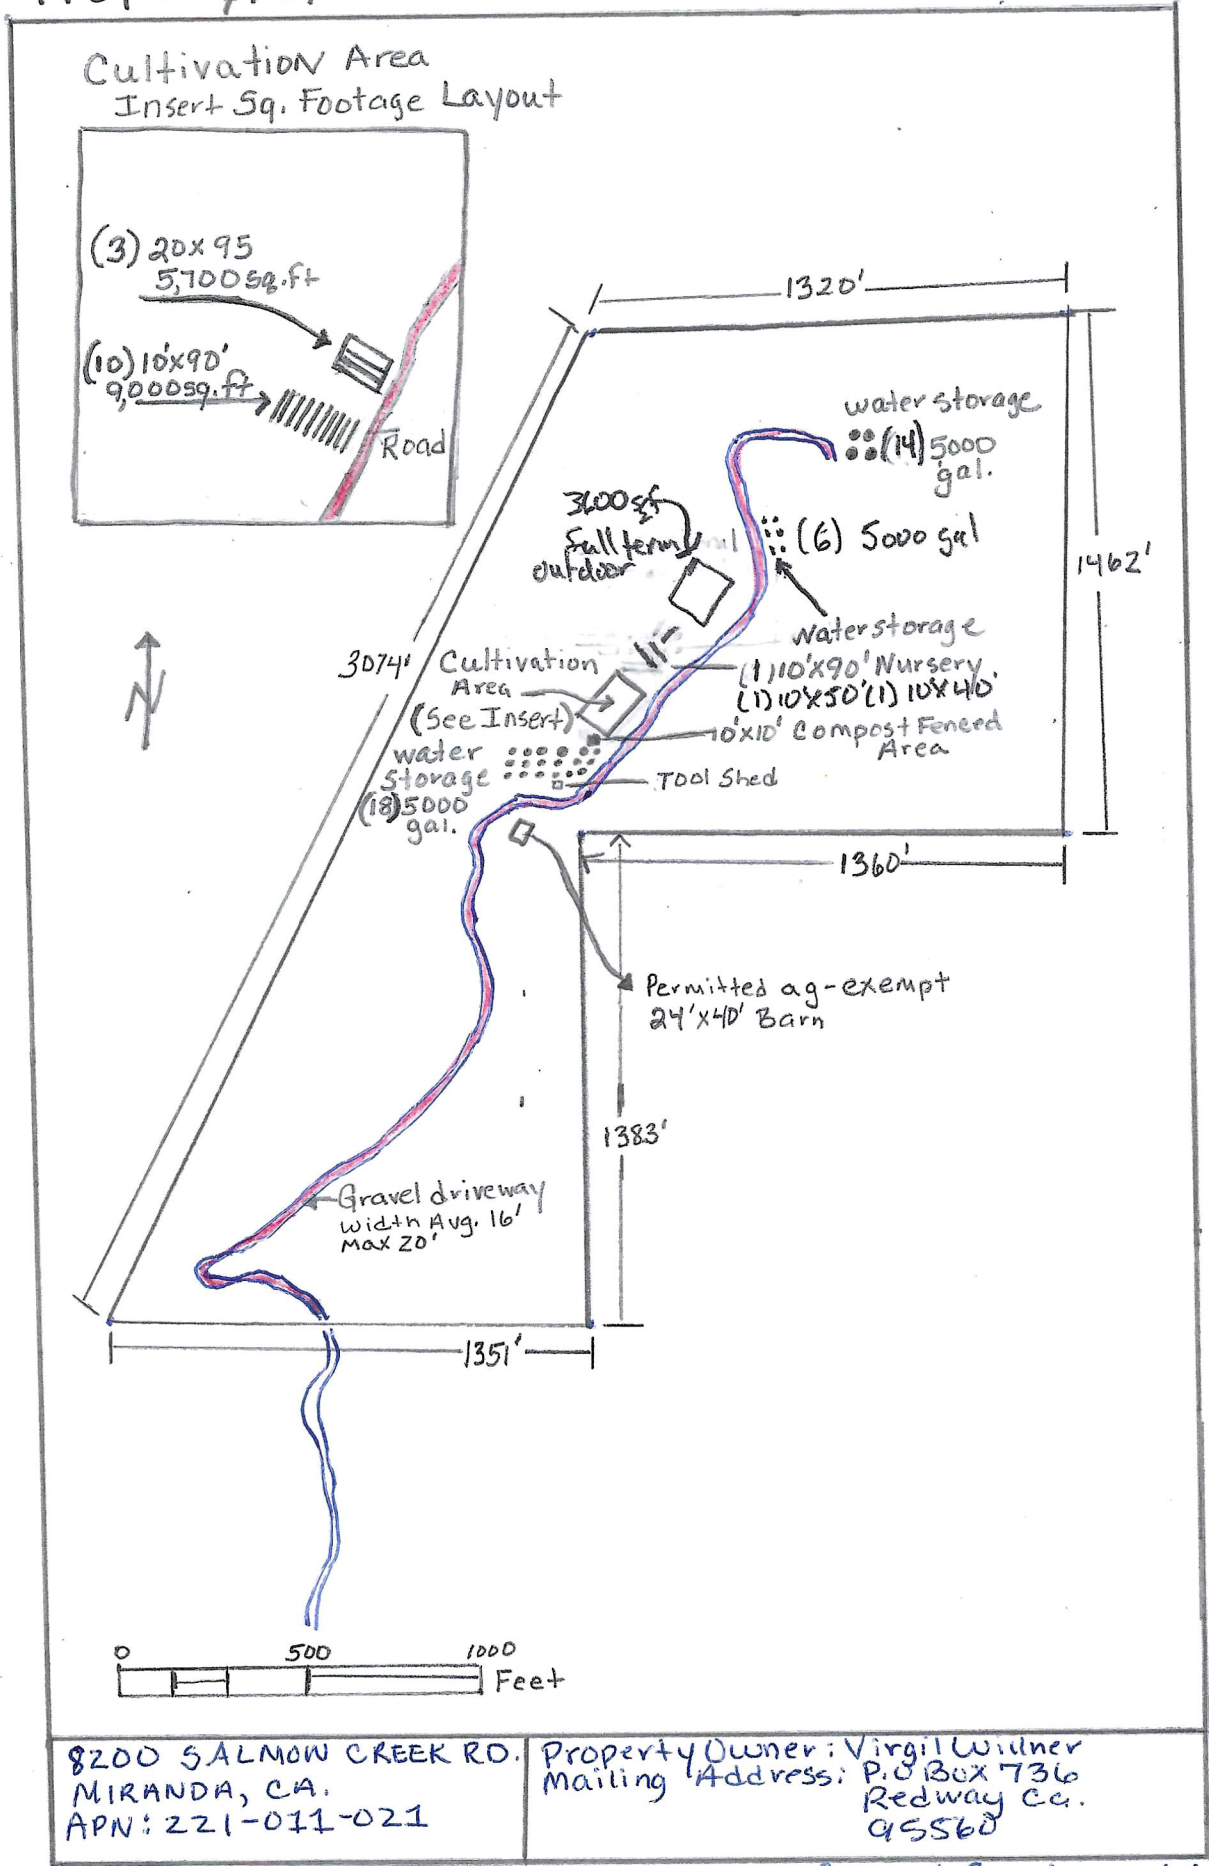 Cultivation Area
Insert Sq. Footage Layout
(3) 20x95
5,700 sq.ft
(10) 10'x90'
9,000 sq.ft
Road
1320'
water storage
(14) 5000
gal.
3600 sf
full term
outdoor
(6) 5000 gal
1462'
water storage
3074'
N
Cultivation
Area
(See Insert)
(1) 10'x90' Nursery
(1) 10'x50' (1) 10'x40'
10'x10' Compost Fenced
Area
water
storage
(18) 5000
gal.
Tool Shed
1360'
Permitted ag-exempt
24'x40' Barn
1383'
Gravel driveway
width Avg. 16'
Max 20'
1351'
0 500 1000
Feet
8200 SALMON CREEK RD.
MIRANDA, CA.
APN: 221-011-021
Property Owner: Virgil Willner
Mailing Address: P.O Box 736
Redway Ca.
95560